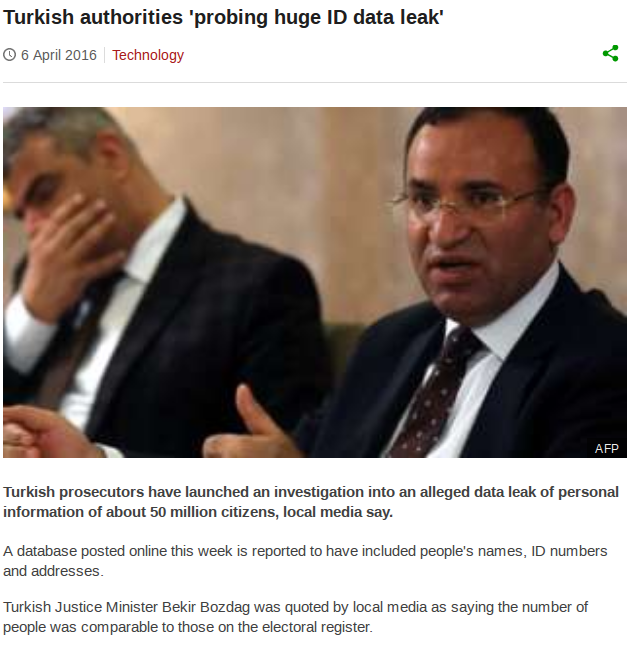 Turkish authorities 'probing huge ID data leak'
6 April 2016 Technology
AFP
Turkish prosecutors have launched an investigation into an alleged data leak of personal
information of about 50 million citizens, local media say.
A database posted online this week is reported to have included people's names, ID numbers
and addresses.
Turkish Justice Minister Bekir Bozdag was quoted by local media as saying the number of
people was comparable to those on the electoral register.